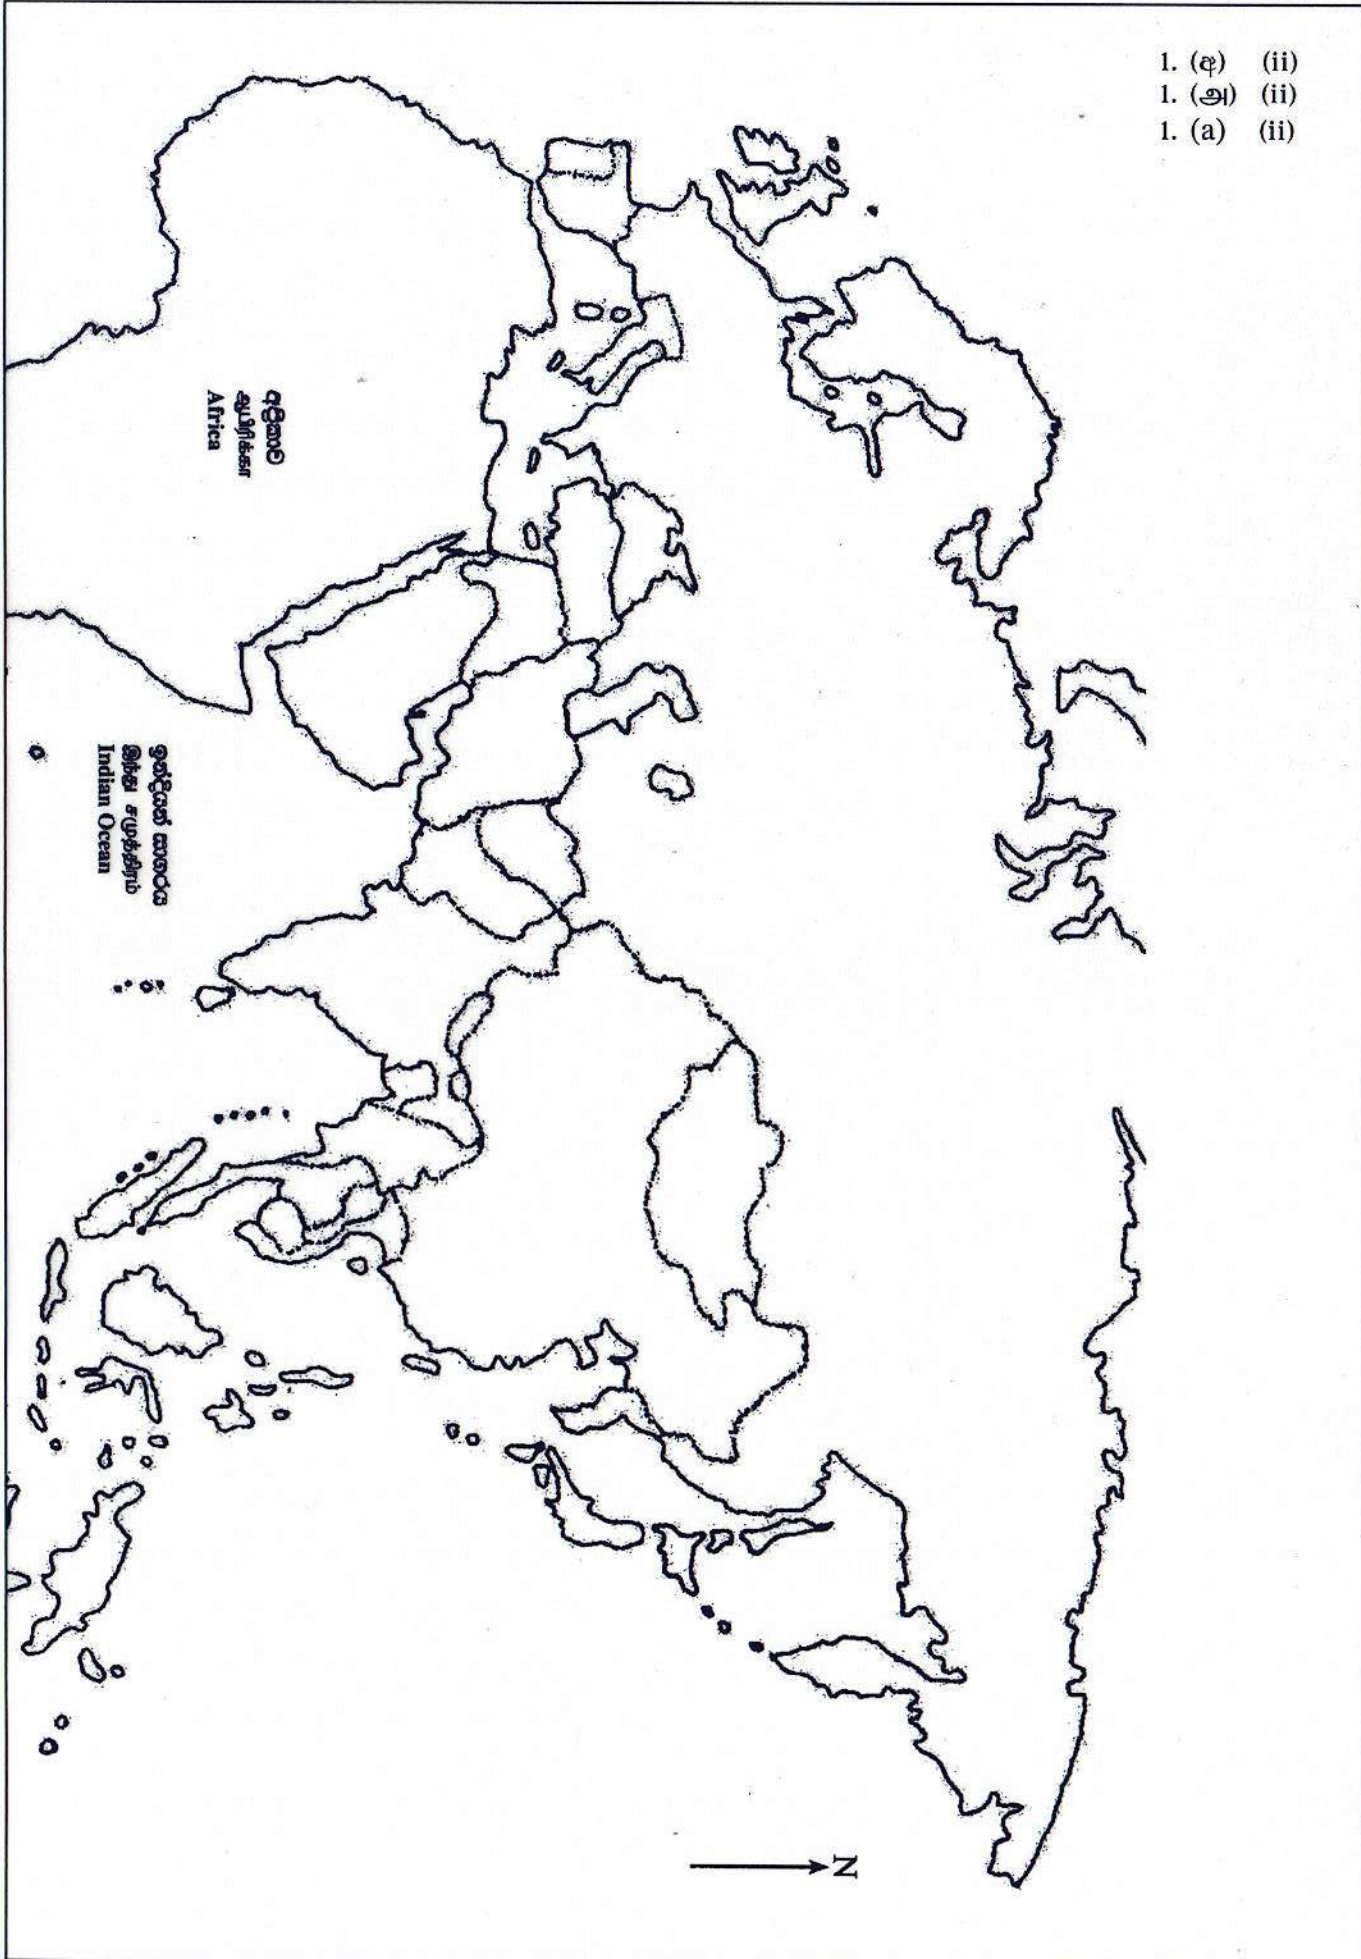 1. (අ) (ii)
1. (அ) (ii)
1. (a) (ii)
අප්‍රිකාව
ஆபிரிக்கா
Africa
ඉන්දියන් සාගරය
இந்து சமுத்திரம்
Indian Ocean
N